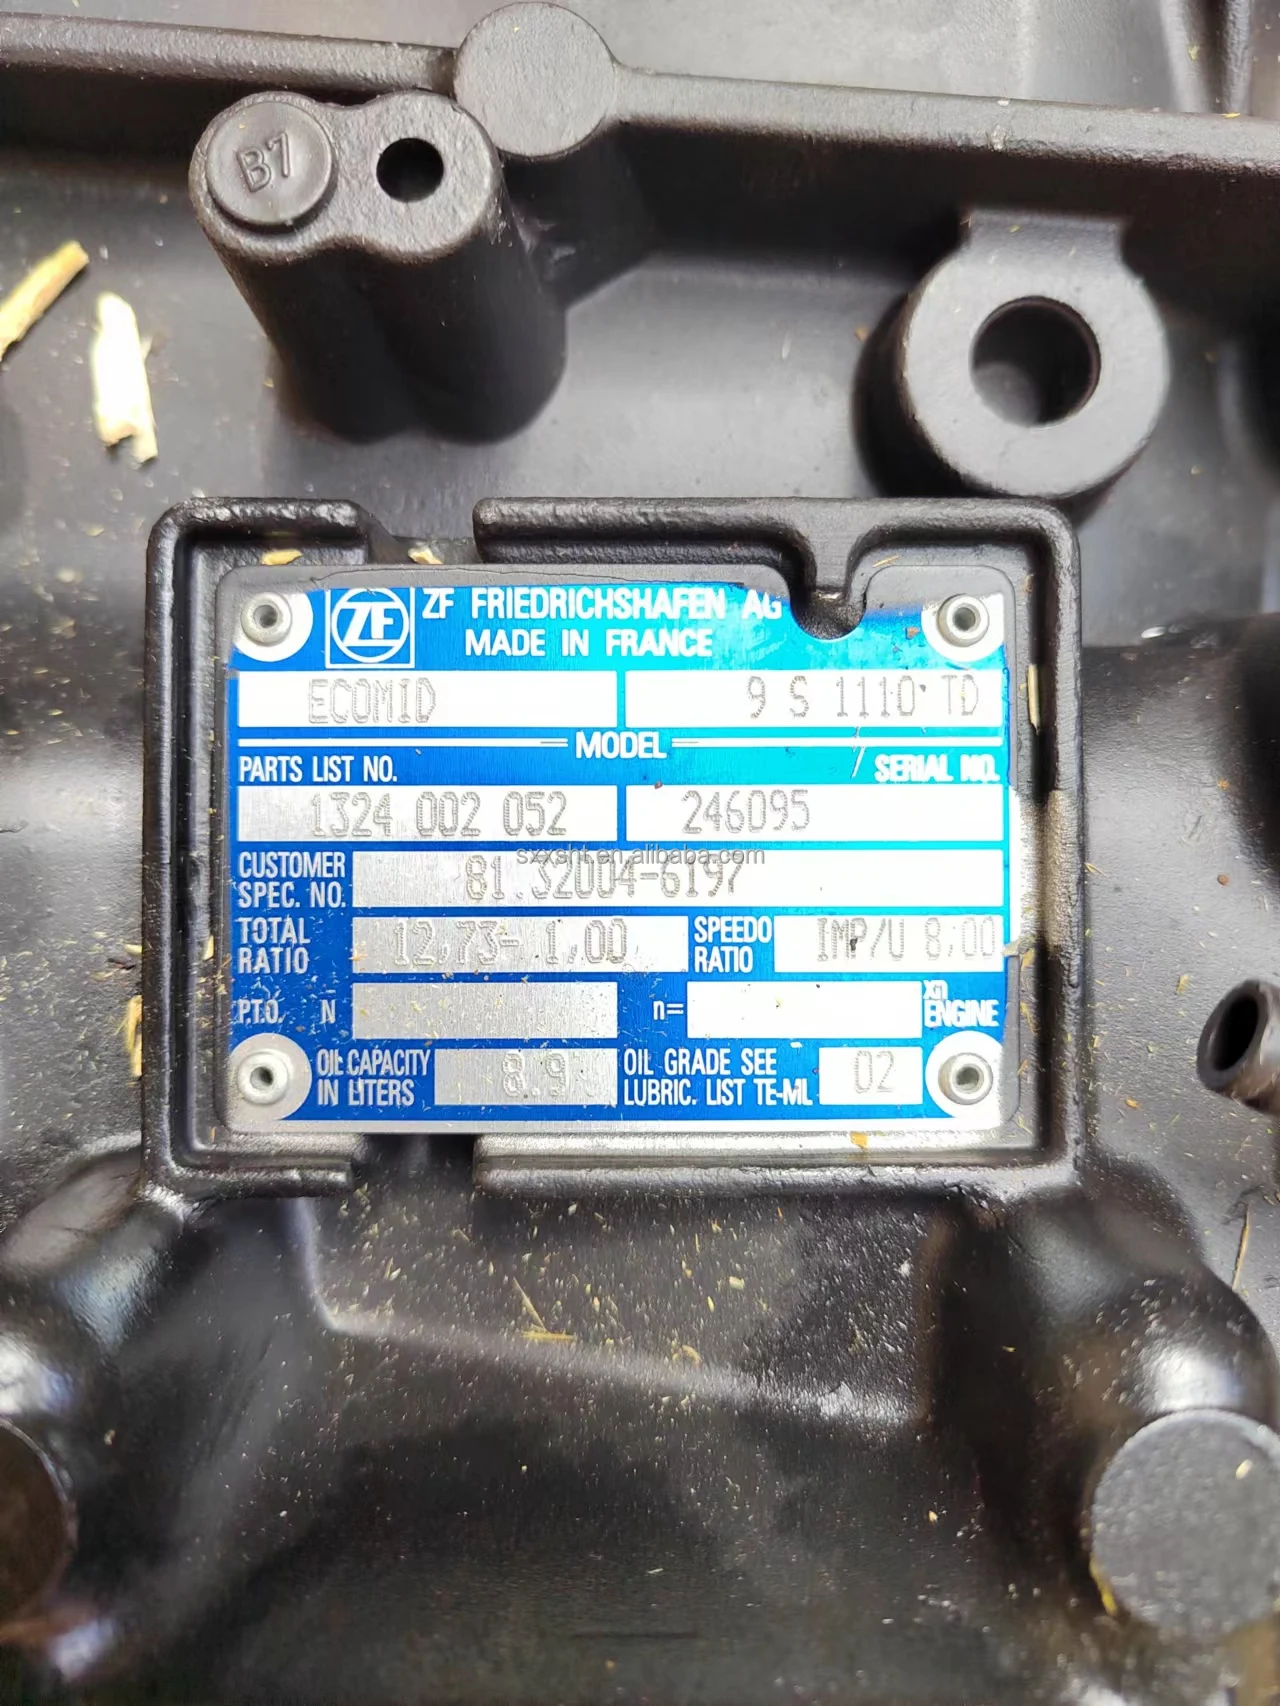 B7
ZF
ZF FRIEDRICHSHAFEN AG
MADE IN FRANCE
ECOMID 9 S 1110 TD
MODEL
PARTS LIST NO. SERIAL NO.
1324 002 052 246095
sxxsht.en.alibaba.com
CUSTOMER
SPEC. NO. 81.32004-6197
TOTAL
RATIO 12,73- 1,00 SPEEDO
RATIO IMP/U 8,00
P.T.O. N n= XN
ENGINE
OIL CAPACITY
IN LITERS 8.9 OIL GRADE SEE
LUBRIC. LIST TE-ML 02